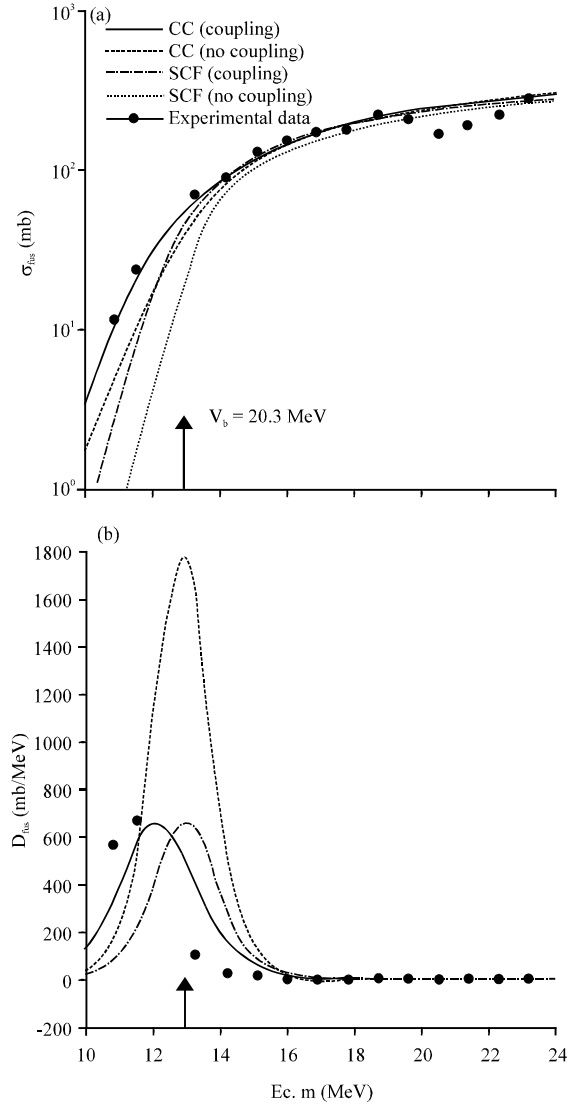 (a)
10³
CC (coupling)
CC (no coupling)
SCF (coupling)
SCF (no coupling)
Experimental data
10²
σfus (mb)
10¹
Vb = 20.3 MeV
10⁰
(b)
1800
1600
1400
1200
1000
800
600
400
200
0
-200
Dfus (mb/MeV)
10 12 14 16 18 20 22 24
Ec. m (MeV)